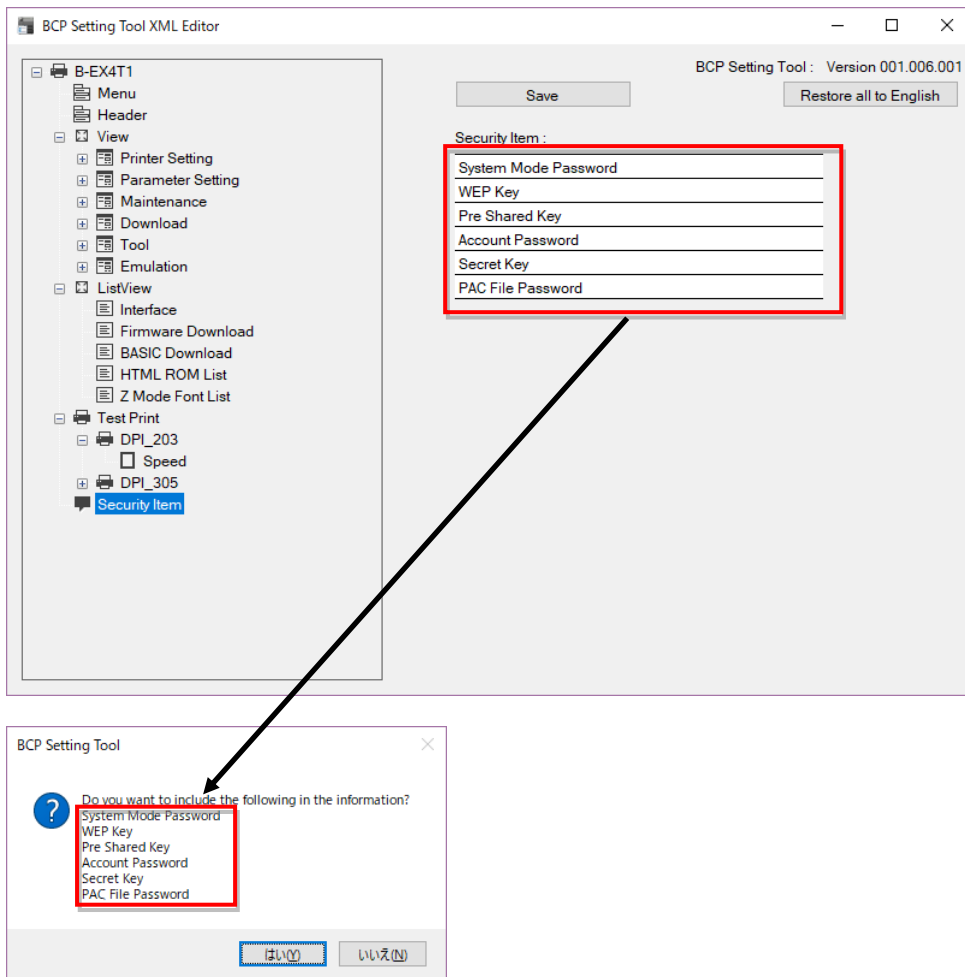 BCP Setting Tool XML Editor
B-EX4T1
Menu
Header
View
Printer Setting
Parameter Setting
Maintenance
Download
Tool
Emulation
ListView
Interface
Firmware Download
BASIC Download
HTML ROM List
Z Mode Font List
Test Print
DPI_203
Speed
DPI_305
Security Item
BCP Setting Tool : Version 001.006.001
Save
Restore all to English
Security Item :
System Mode Password
WEP Key
Pre Shared Key
Account Password
Secret Key
PAC File Password
BCP Setting Tool
Do you want to include the following in the information?
System Mode Password
WEP Key
Pre Shared Key
Account Password
Secret Key
PAC File Password
はい(Y)
いいえ(N)